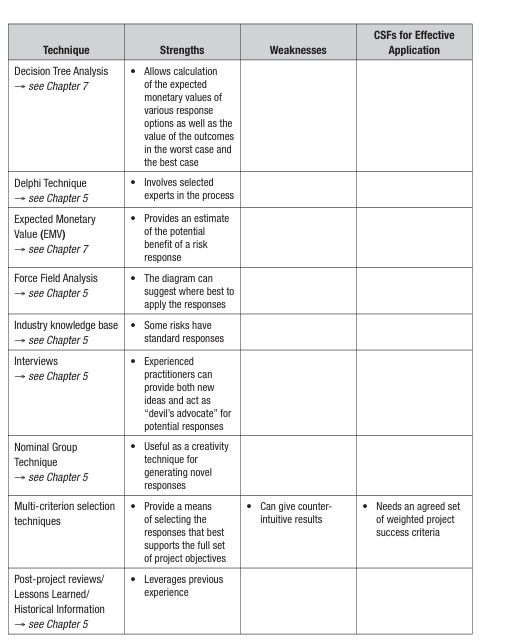 Technique
Strengths
Weaknesses
CSFs for Effective
Application
Decision Tree Analysis
→ see Chapter 7
• Allows calculation
of the expected
monetary values of
various response
options as well as the
value of the outcomes
in the worst case and
the best case
Delphi Technique
→ see Chapter 5
• Involves selected
experts in the process
Expected Monetary
Value (EMV)
→ see Chapter 7
• Provides an estimate
of the potential
benefit of a risk
response
Force Field Analysis
→ see Chapter 5
• The diagram can
suggest where best to
apply the responses
Industry knowledge base
→ see Chapter 5
• Some risks have
standard responses
Interviews
→ see Chapter 5
• Experienced
practitioners can
provide both new
ideas and act as
“devil’s advocate” for
potential responses
Nominal Group
Technique
→ see Chapter 5
• Useful as a creativity
technique for
generating novel
responses
Multi-criterion selection
techniques
• Provide a means
of selecting the
responses that best
supports the full set
of project objectives
• Can give counter-
intuitive results
• Needs an agreed set
of weighted project
success criteria
Post-project reviews/
Lessons Learned/
Historical Information
→ see Chapter 5
• Leverages previous
experience